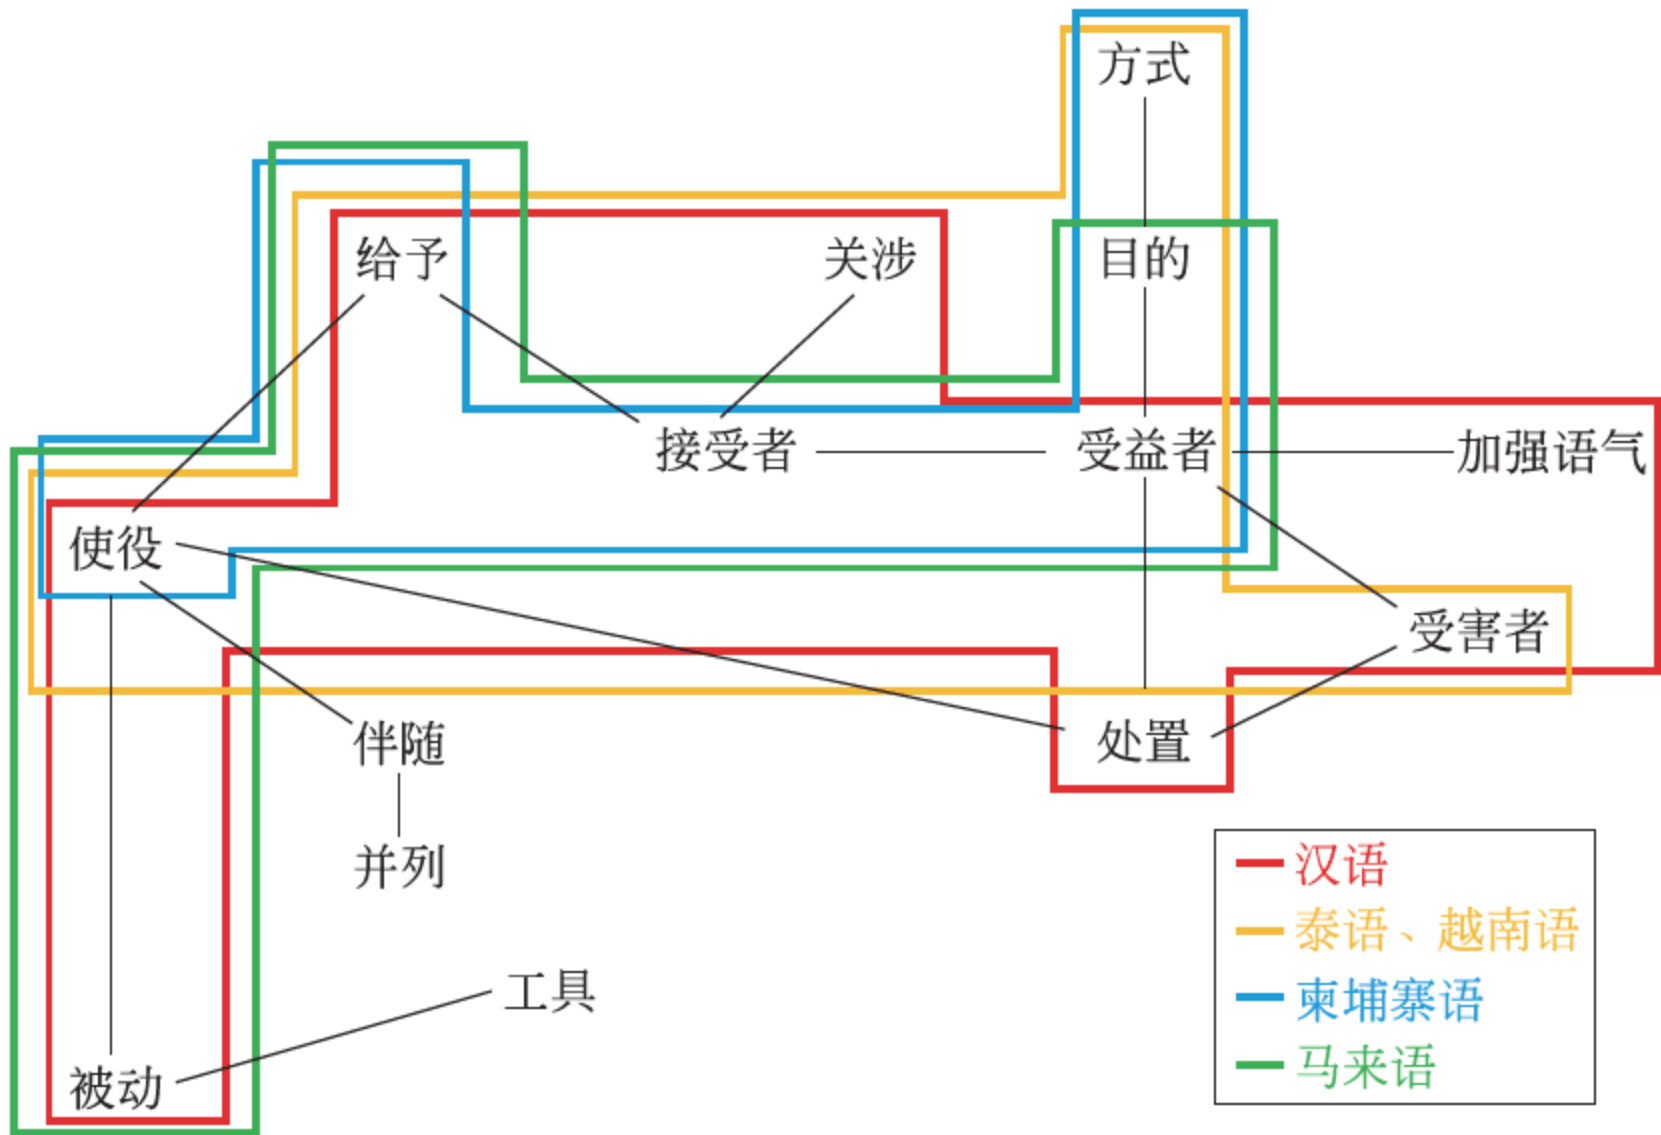 方式
给予
关涉
目的
接受者
受益者
加强语气
使役
受害者
伴随
处置
并列
工具
被动
汉语
泰语、越南语
柬埔寨语
马来语